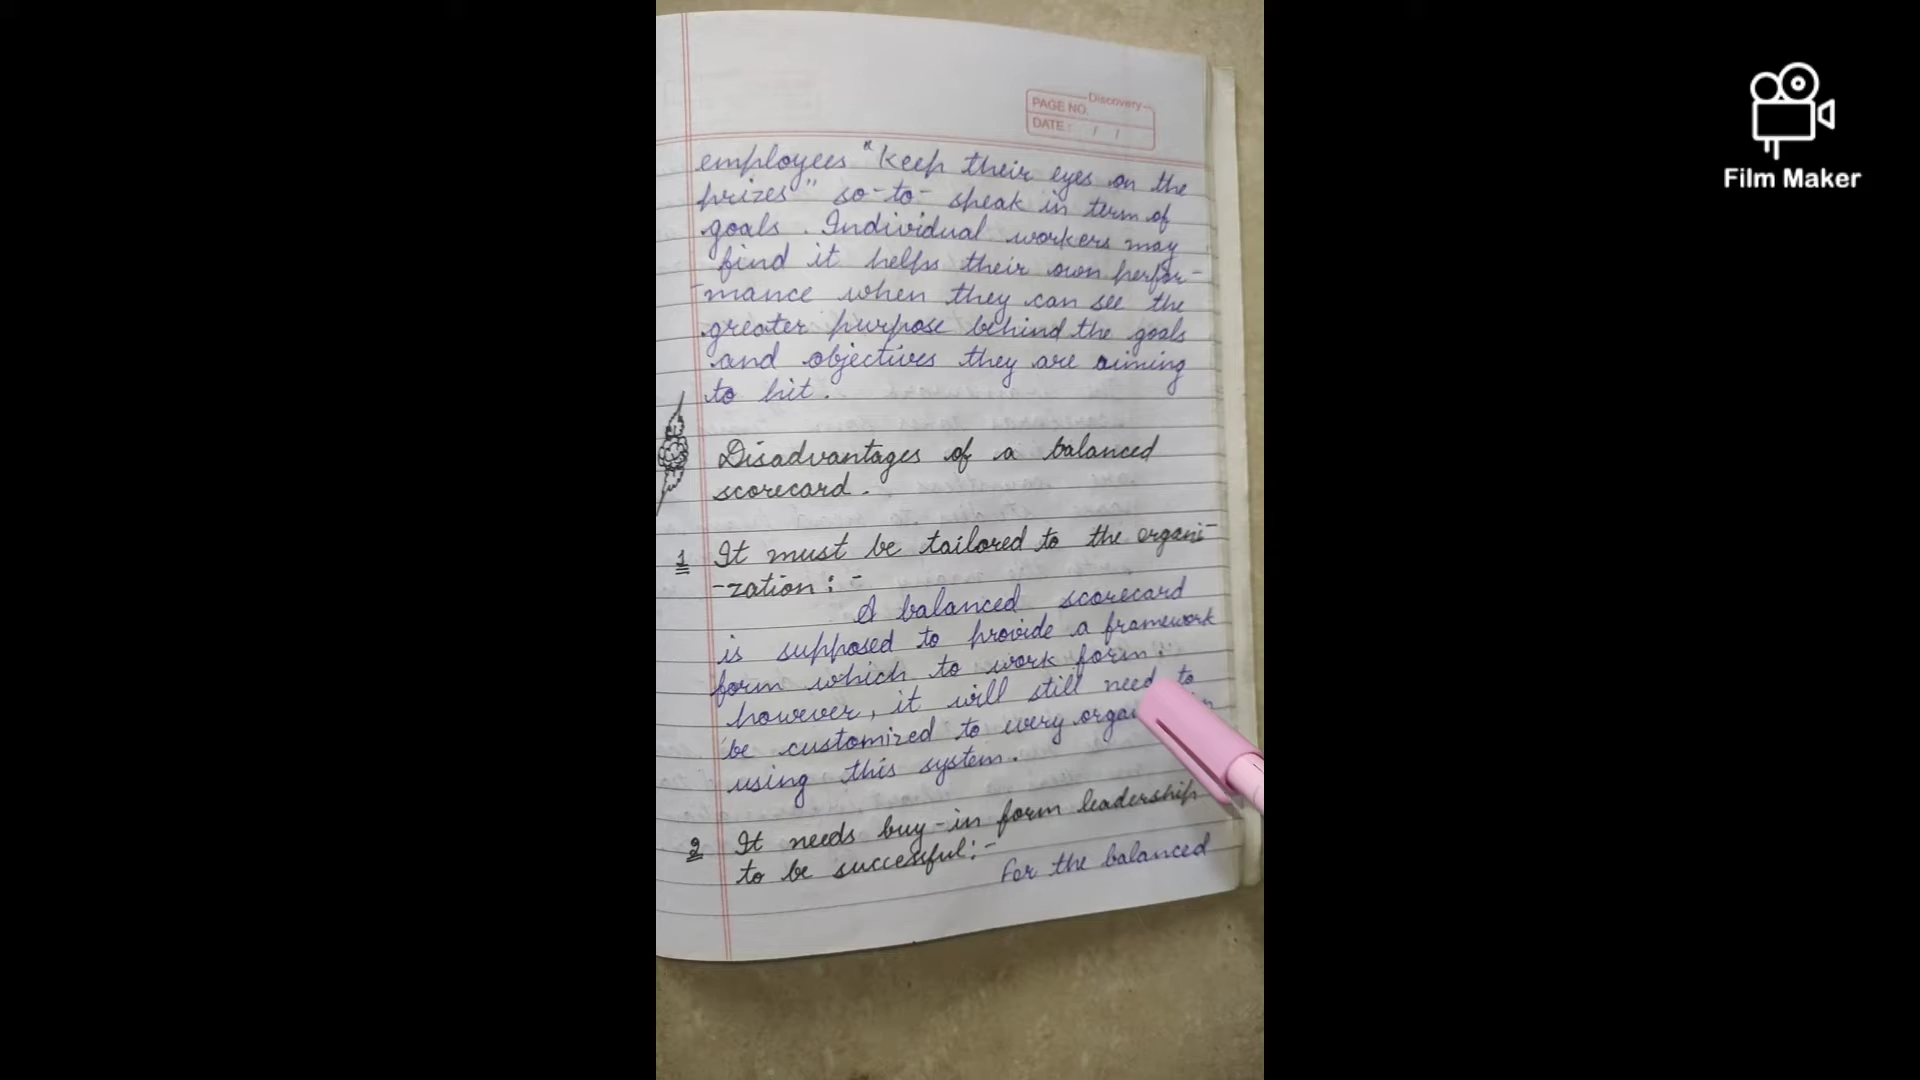 Discovery
PAGE NO.
DATE : / /
employees "keep their eyes on the
prizes" so-to-speak in term of
goals. Individual workers may
find it helps their own perfor-
-mance when they can see the
greater purpose behind the goals
and objectives they are aiming
to hit.
Disadvantages of a balanced
scorecard.
1 It must be tailored to the organi-
-zation:-
A balanced scorecard
is supposed to provide a framework
form which to work form.
however, it will still need to
be customized to every
using this system.
2 It needs buy-in form leadership
to be successful:-
For the balanced
Film Maker